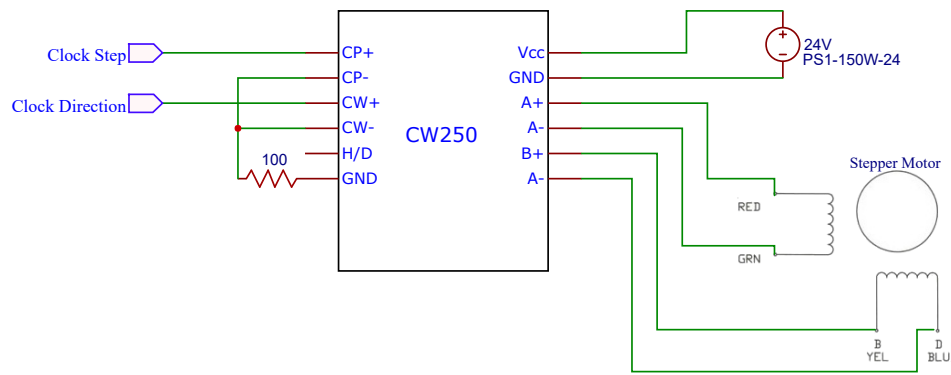 Clock Step
Clock Direction
CP+
CP-
CW+
CW-
H/D
GND
100
CW250
Vcc
GND
A+
A-
B+
A-
+
−
24V
PS1-150W-24
Stepper Motor
RED
GRN
B
YEL
D
BLU